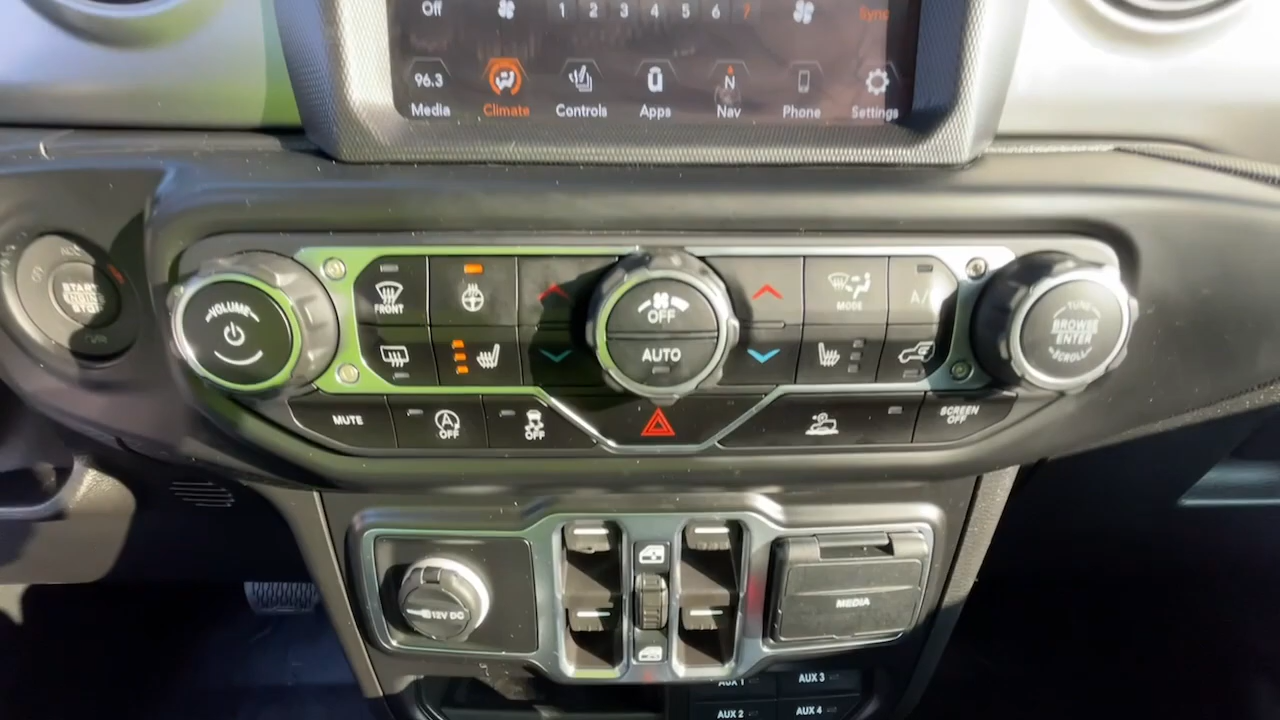 Off 1 2 3 4 5 6 7 Sync
96.3 N
Media Climate Controls Apps Nav Phone Settings
START
ENGINE
STOP
VOLUME
FRONT
OFF
AUTO
MODE
A/
TUNE
BROWSE
ENTER
SCROLL
MUTE
A
OFF
OFF
SCREEN
OFF
12V DC
MEDIA
AUX 1 AUX 3
AUX 2 AUX 4